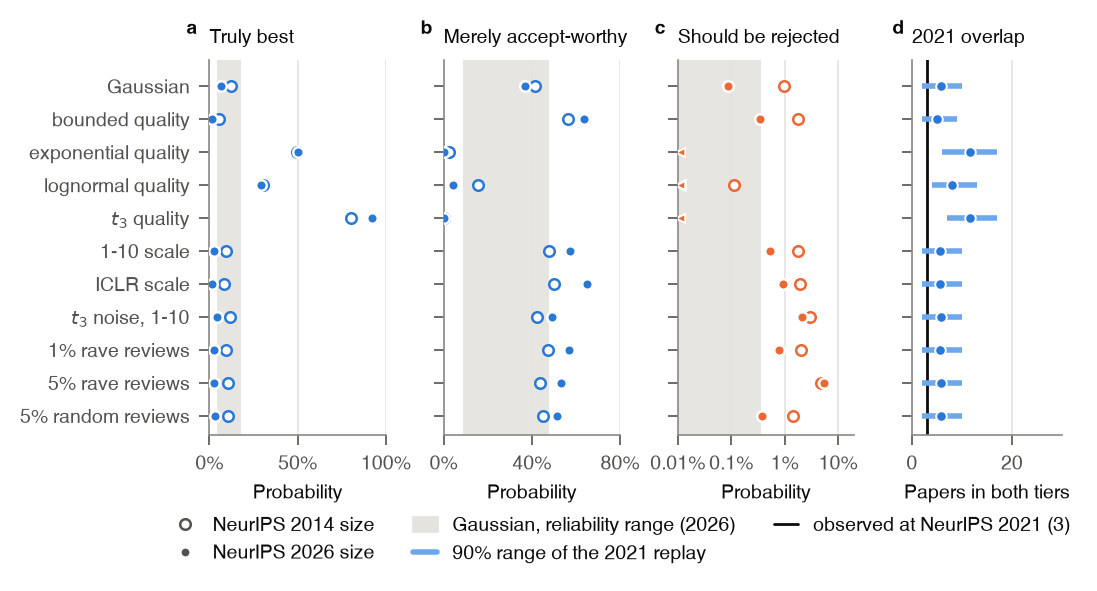 a Truly best
b Merely accept-worthy
c Should be rejected
d 2021 overlap
Gaussian
bounded quality
exponential quality
lognormal quality
t₃ quality
1-10 scale
ICLR scale
t₃ noise, 1-10
1% rave reviews
5% rave reviews
5% random reviews
0% 50% 100%
0% 40% 80%
0.01% 0.1% 1% 10%
0 20
Probability
Probability
Probability
Papers in both tiers
NeurIPS 2014 size
Gaussian, reliability range (2026)
observed at NeurIPS 2021 (3)
NeurIPS 2026 size
90% range of the 2021 replay